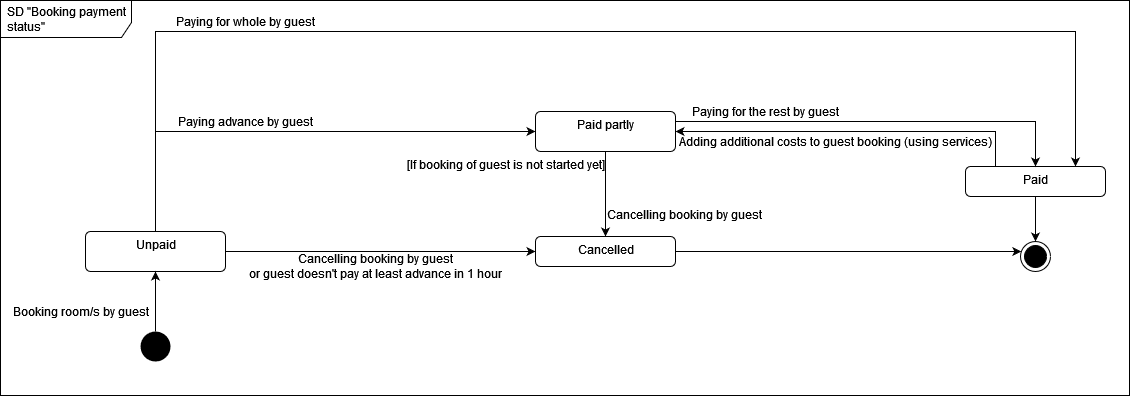 SD "Booking payment
status"
Paying for whole by guest
Paying advance by guest
Paid partly
Paying for the rest by guest
Adding additional costs to guest booking (using services)
[If booking of guest is not started yet]
Paid
Cancelling booking by guest
Unpaid
Cancelled
Cancelling booking by guest
or guest doesn't pay at least advance in 1 hour
Booking room/s by guest